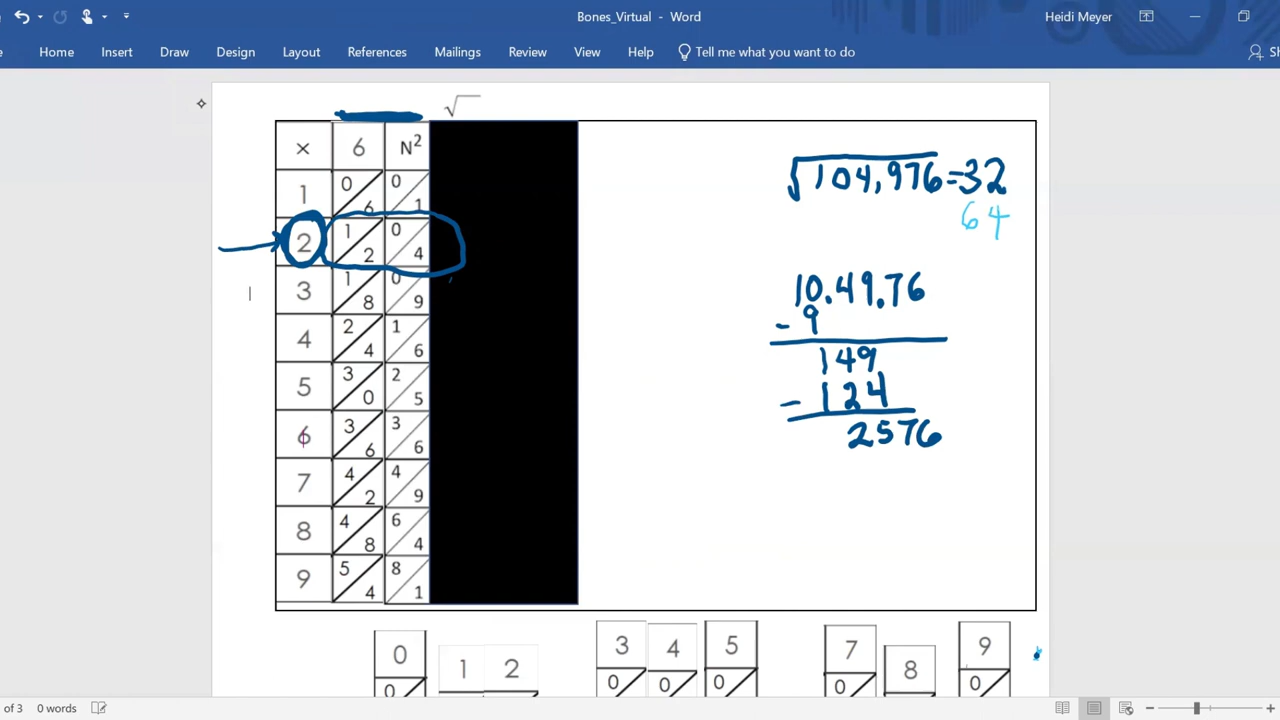 Bones_Virtual - Word
Heidi Meyer
Home Insert Draw Design Layout References Mailings Review View Help Tell me what you want to do
√
× 6 N²
1 0/6 0/1
2 1/2 0/4
3 1/8 0/9
4 2/4 1/6
5 3/0 2/5
6 3/6 3/6
7 4/2 4/9
8 4/8 6/4
9 5/4 8/1
√104,976 = 32
64
10.49.76
- 9
149
- 124
2576
0 1 2 3 4 5 7 8 9
0 0 0 0 0 0
of 3 0 words